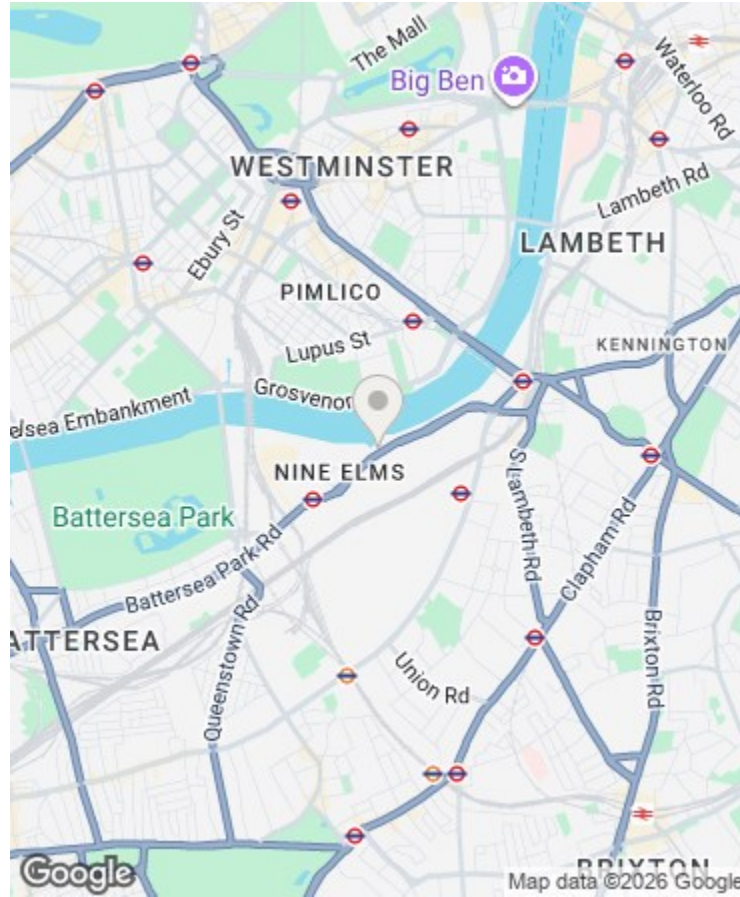 The Mall
Waterloo Rd
Big Ben
WESTMINSTER
Lambeth Rd
Ebury St
LAMBETH
PIMLICO
Lupus St
KENNINGTON
Grosvenor
elsea Embankment
NINE ELMS
S Lambeth Rd
Clapham Rd
Battersea Park
Battersea Park Rd
ATTERSEA
Queenstown Rd
Union Rd
Brixton Rd
BRIXTON
Google
Map data ©2026 Google